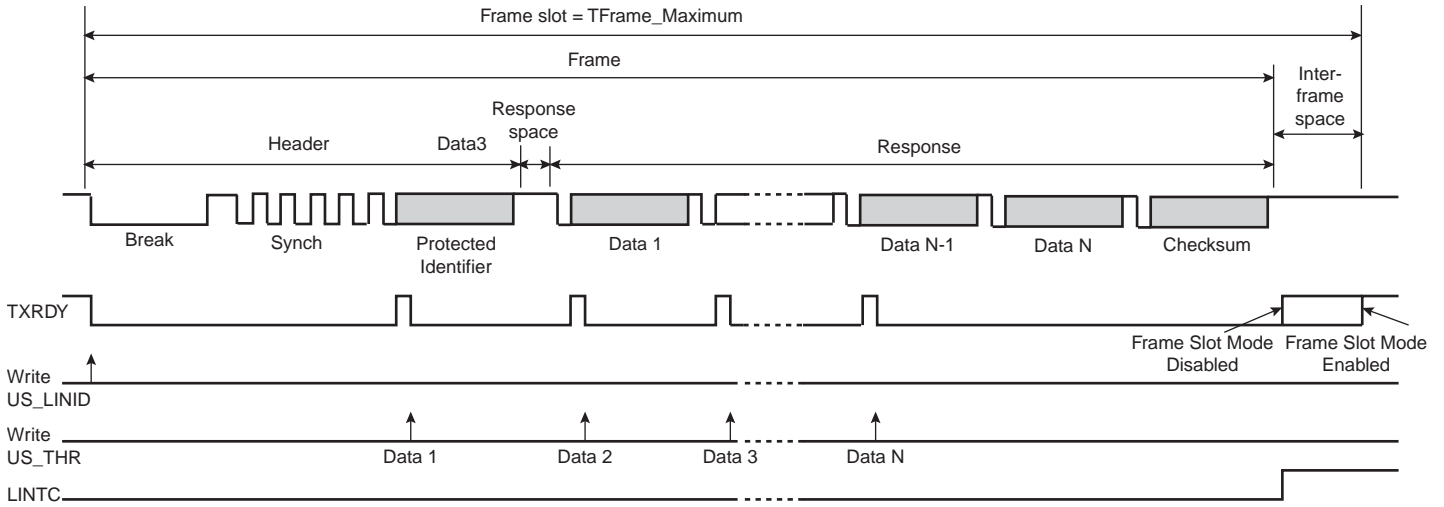 Frame slot = TFrame_Maximum
Frame
Inter-
frame
space
Response
space
Header
Data3
Response
Break
Synch
Protected
Identifier
Data 1
Data N-1
Data N
Checksum
TXRDY
Frame Slot Mode
Disabled
Frame Slot Mode
Enabled
Write
US_LINID
Write
US_THR
Data 1
Data 2
Data 3
Data N
LINTC